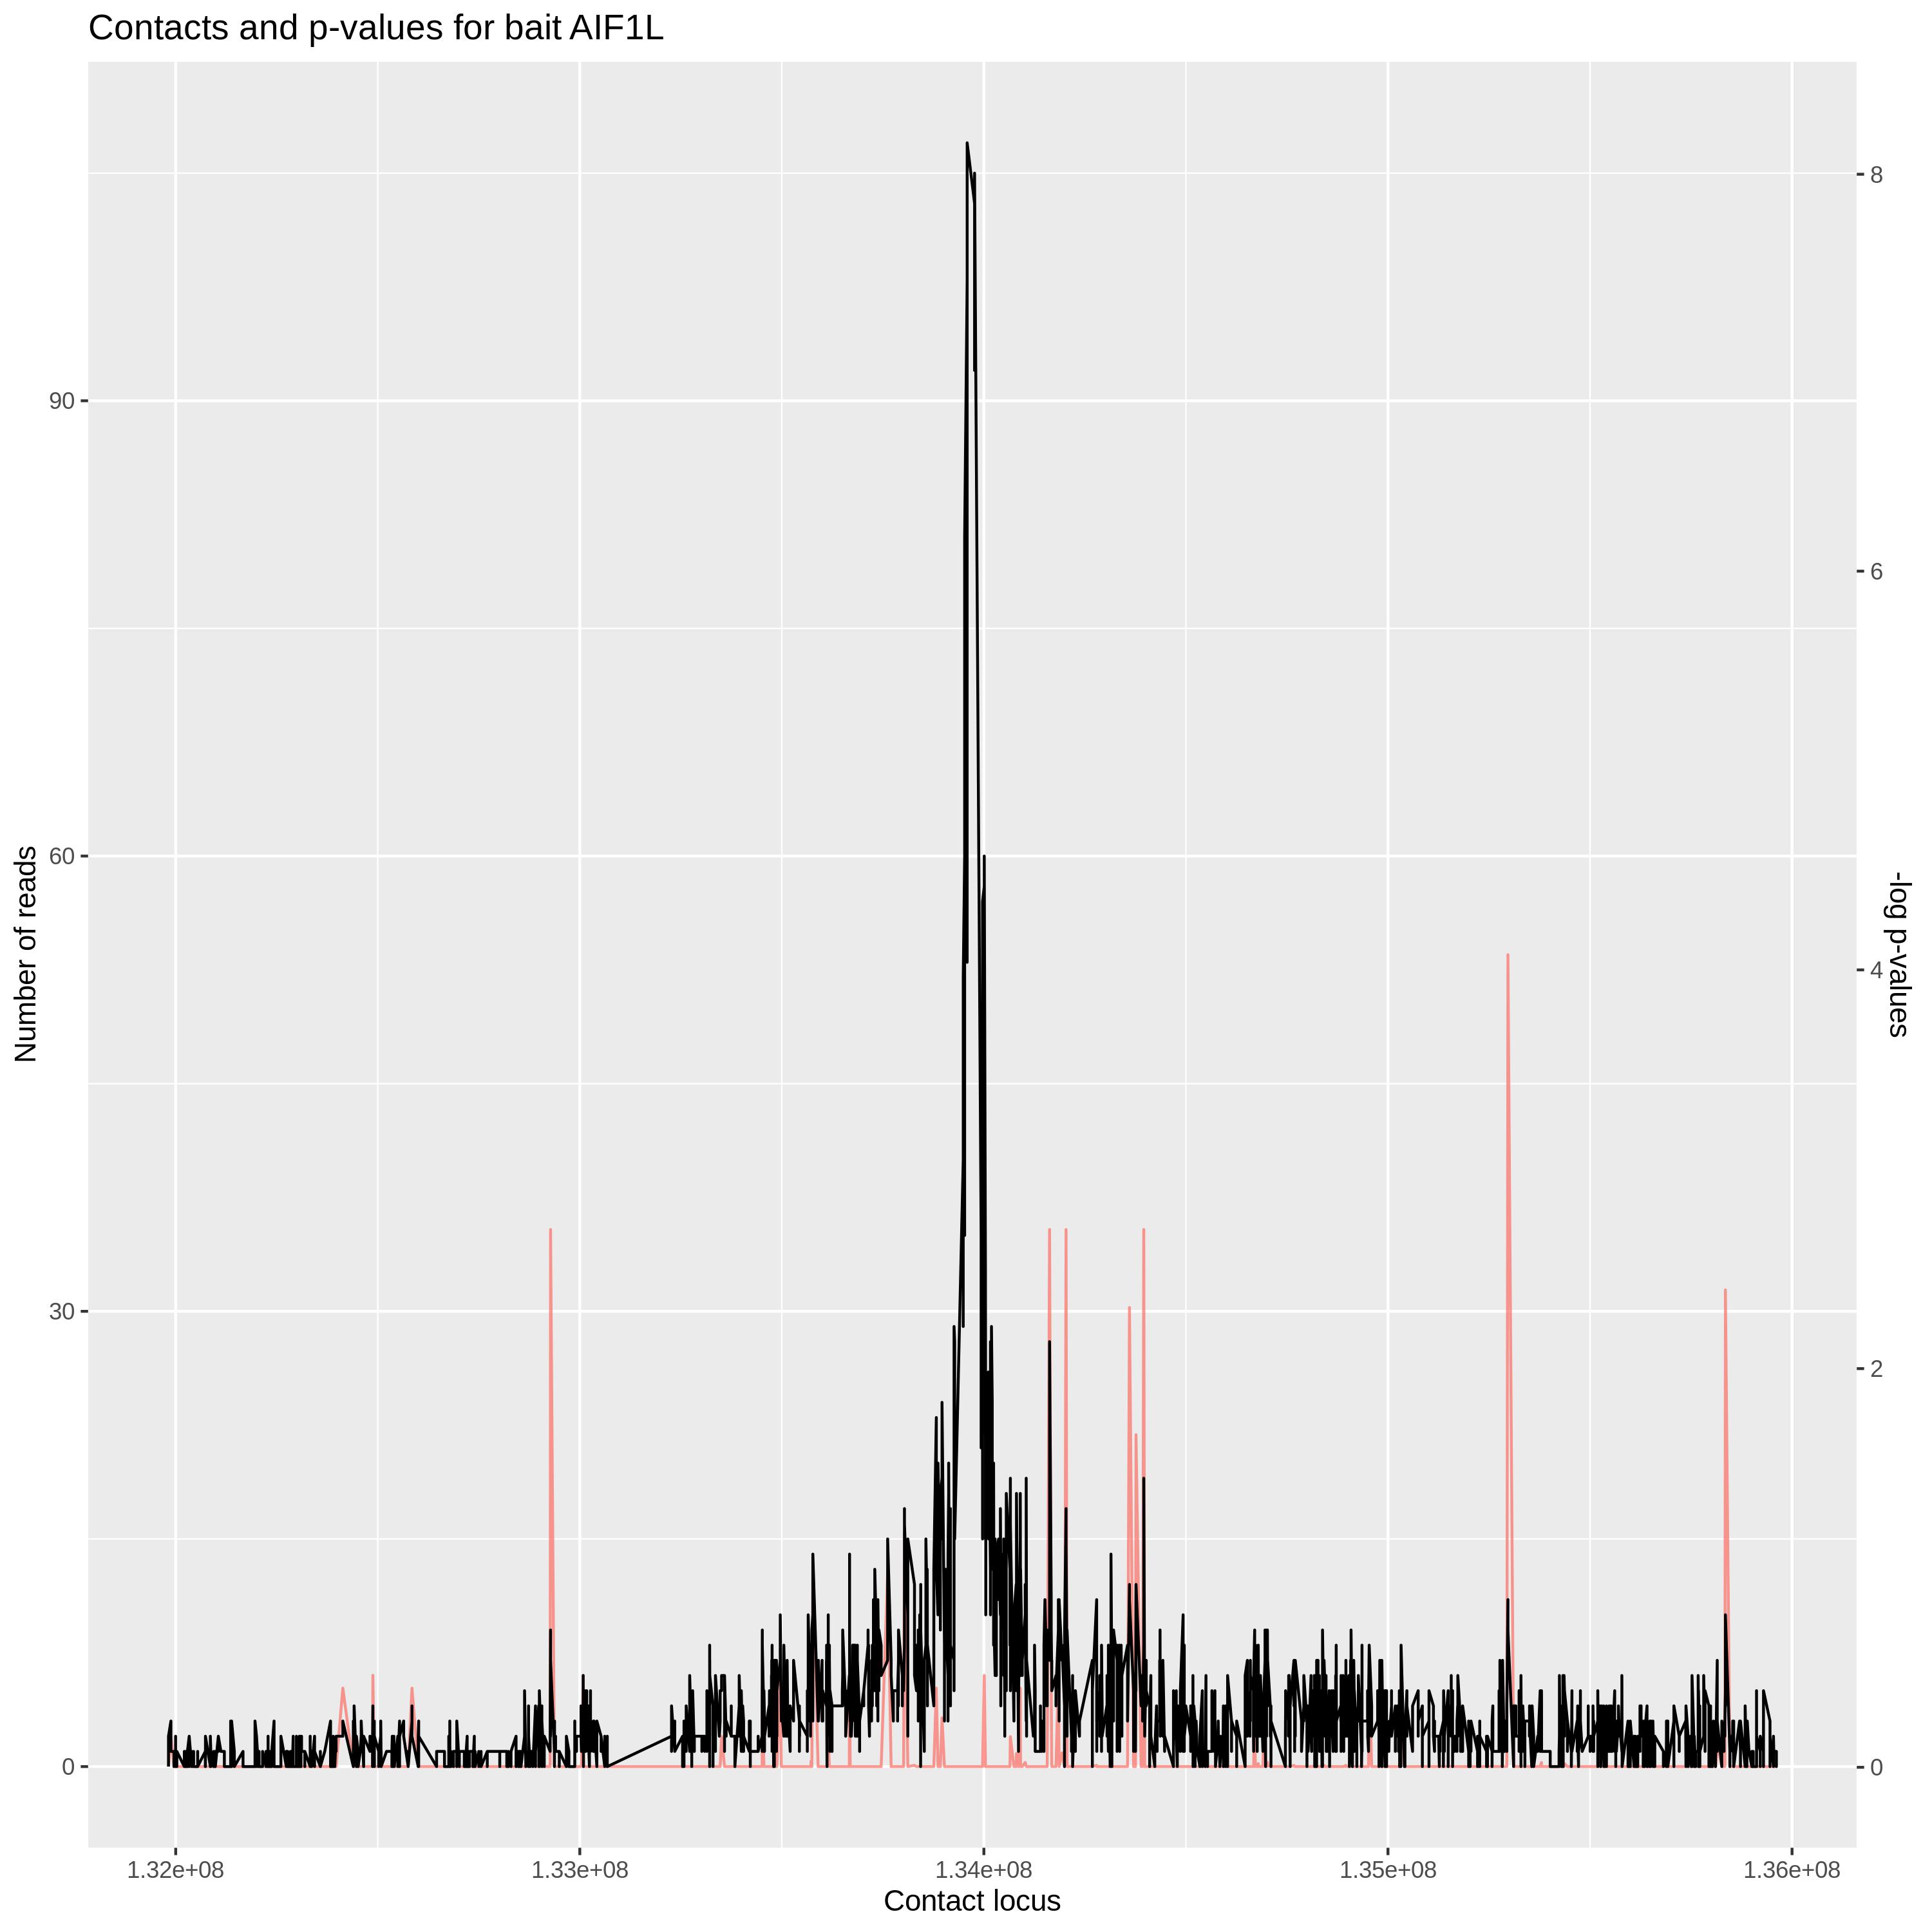 Contacts and p-values for bait AIF1L
Number of reads
90
60
30
0
8
6
4
2
0
-log p-values
1.32e+08 1.33e+08 1.34e+08 1.35e+08 1.36e+08
Contact locus